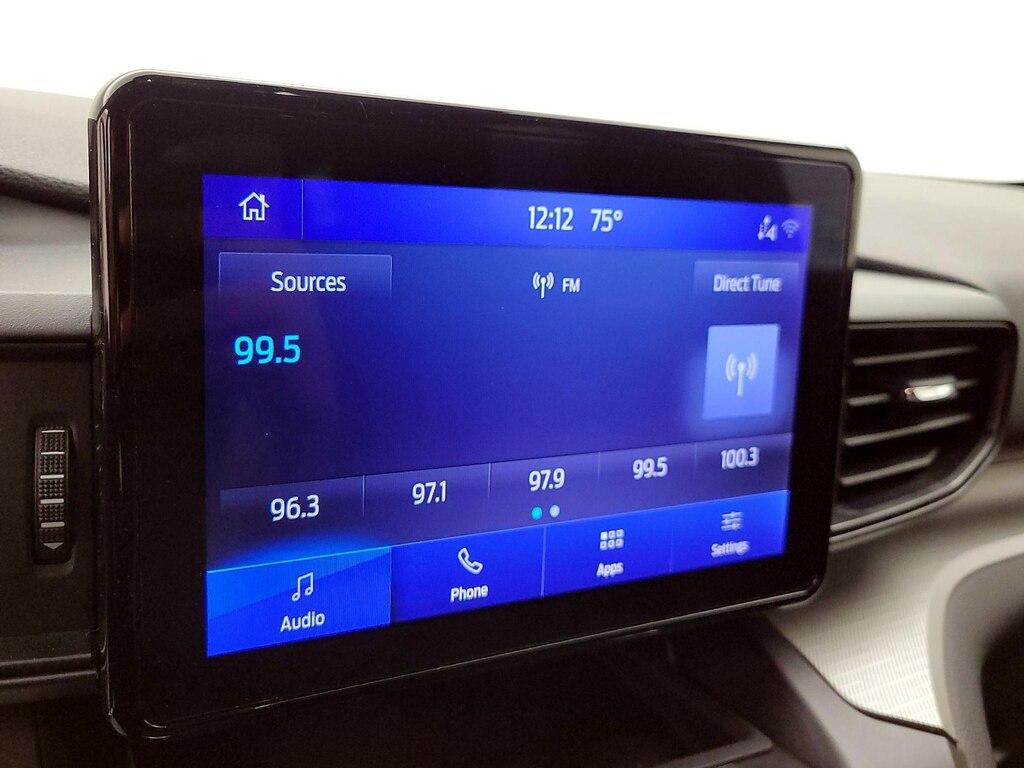 12:12 75°
4
Sources FM Direct Tune
99.5
96.3 97.1 97.9 99.5 100.3
Audio Phone Apps Settings